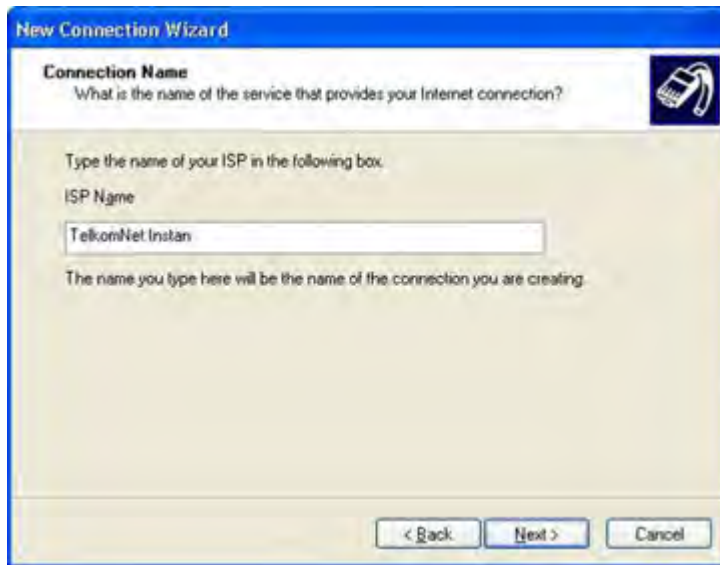 New Connection Wizard
Connection Name
What is the name of the service that provides your Internet connection?
Type the name of your ISP in the following box.
ISP Name
TelkomNet Instan
The name you type here will be the name of the connection you are creating.
< Back
Next >
Cancel